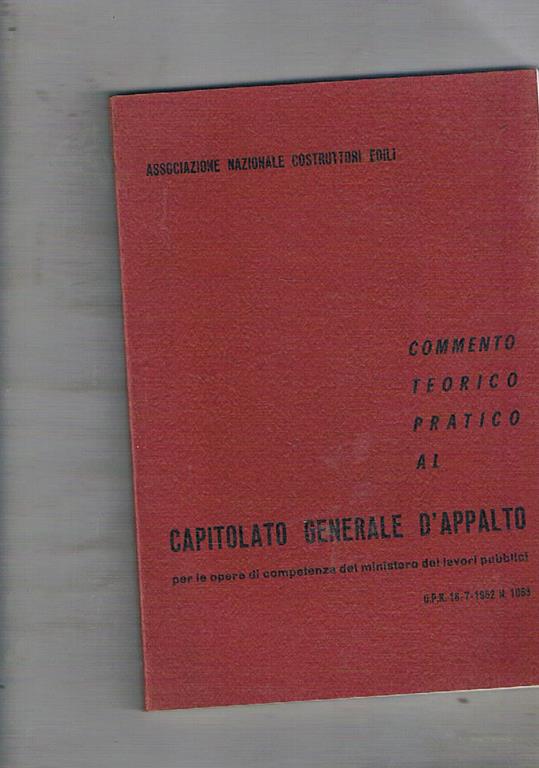 ASSOCIAZIONE NAZIONALE COSTRUTTORI EDILI
COMMENTO
TEORICO
PRATICO
AL
CAPITOLATO GENERALE D'APPALTO
per le opere di competenza del ministero dei lavori pubblici
D.P.R. 16-7-1962 N. 1063